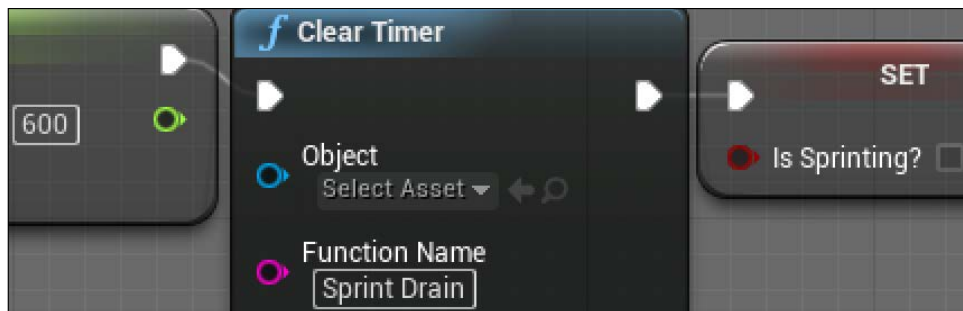 Clear Timer
SET
600
Object
Is Sprinting?
Select Asset
Function Name
Sprint Drain